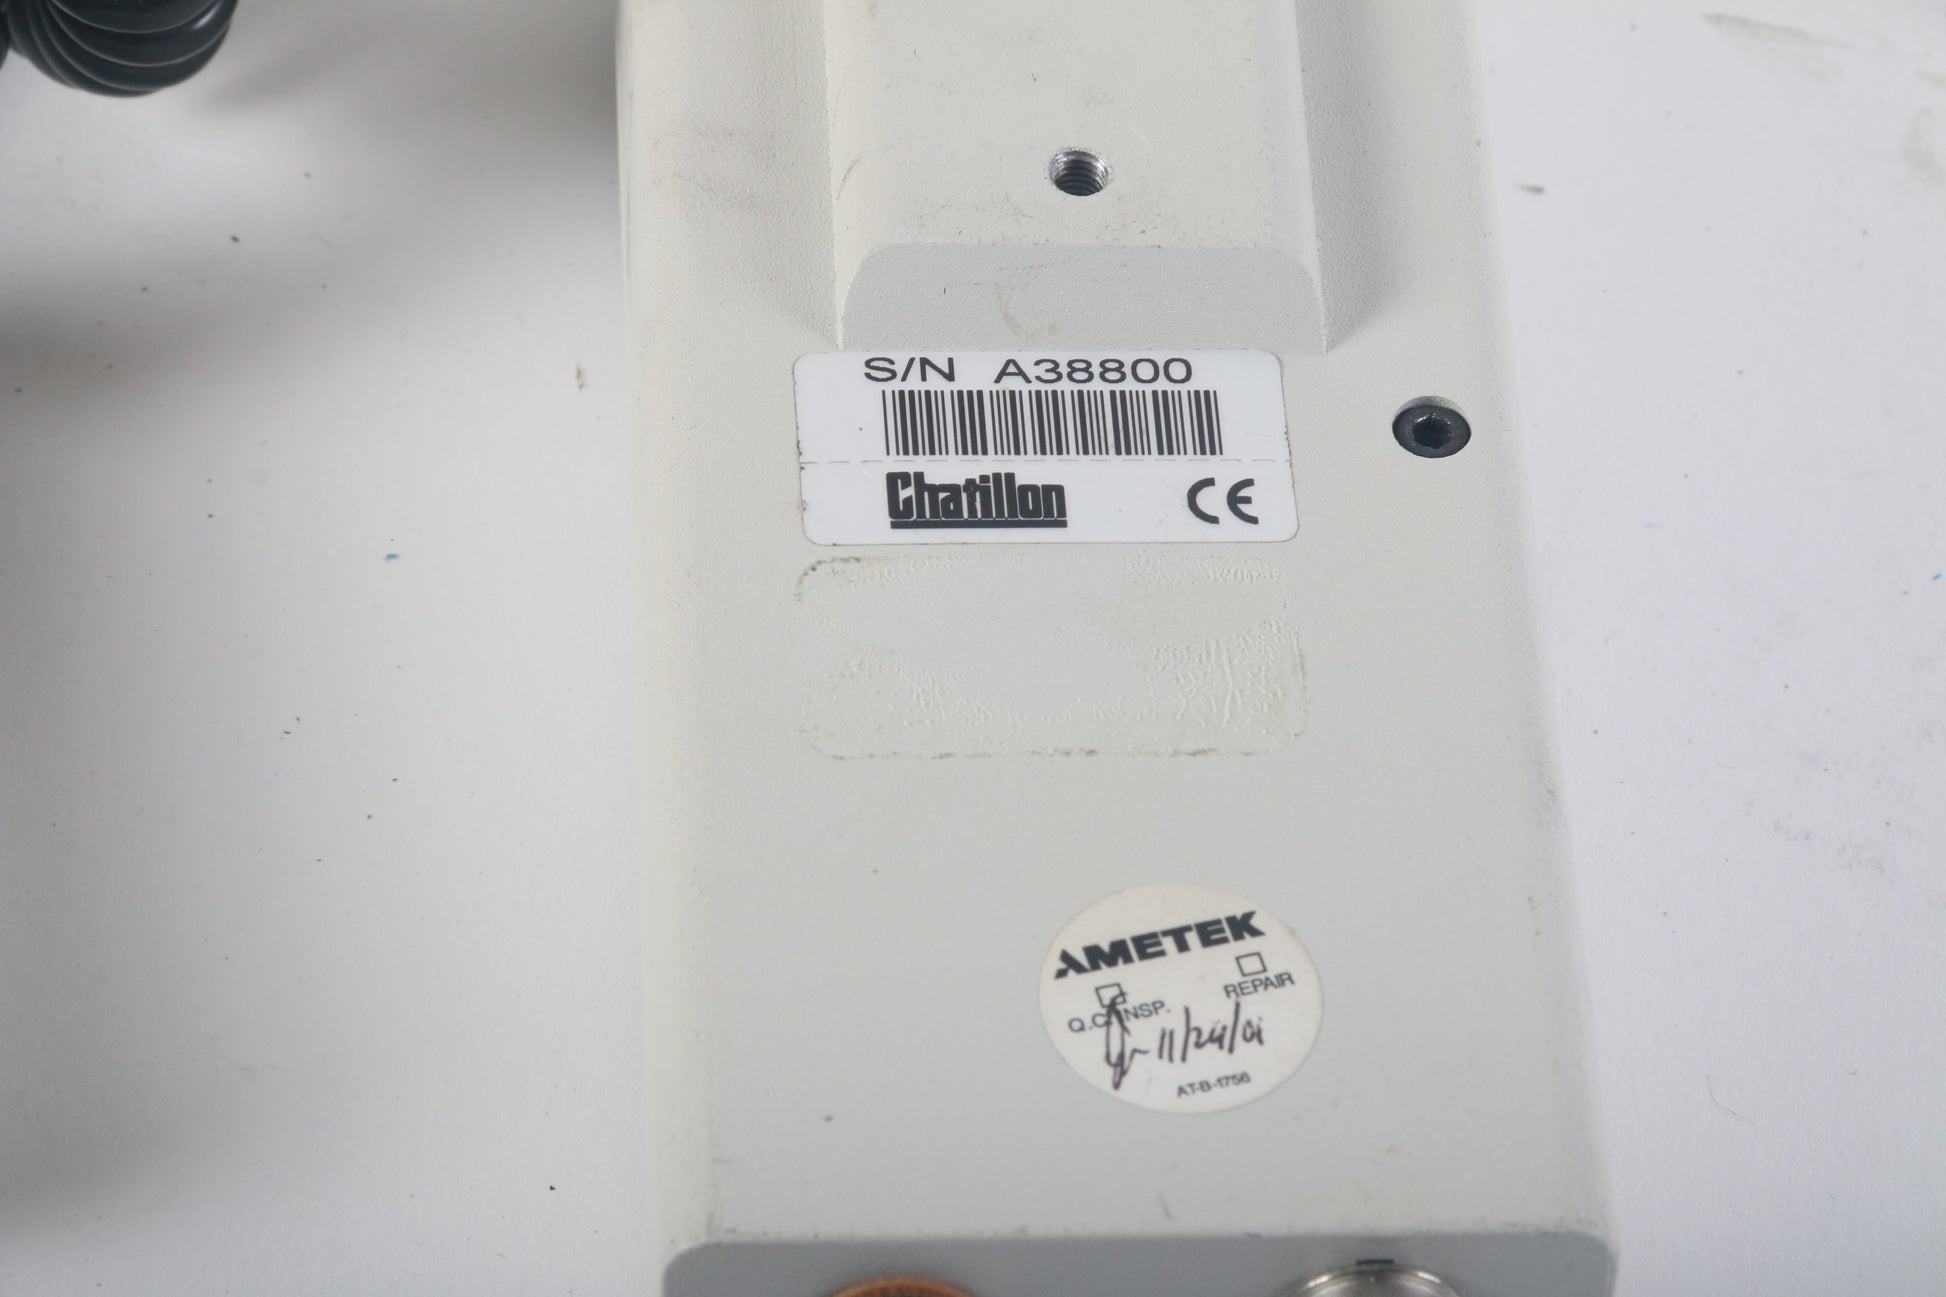 S/N A38800
Chatillon CE
AMETEK
Q.C. INSP. REPAIR
11/24/01
AT-B-1756